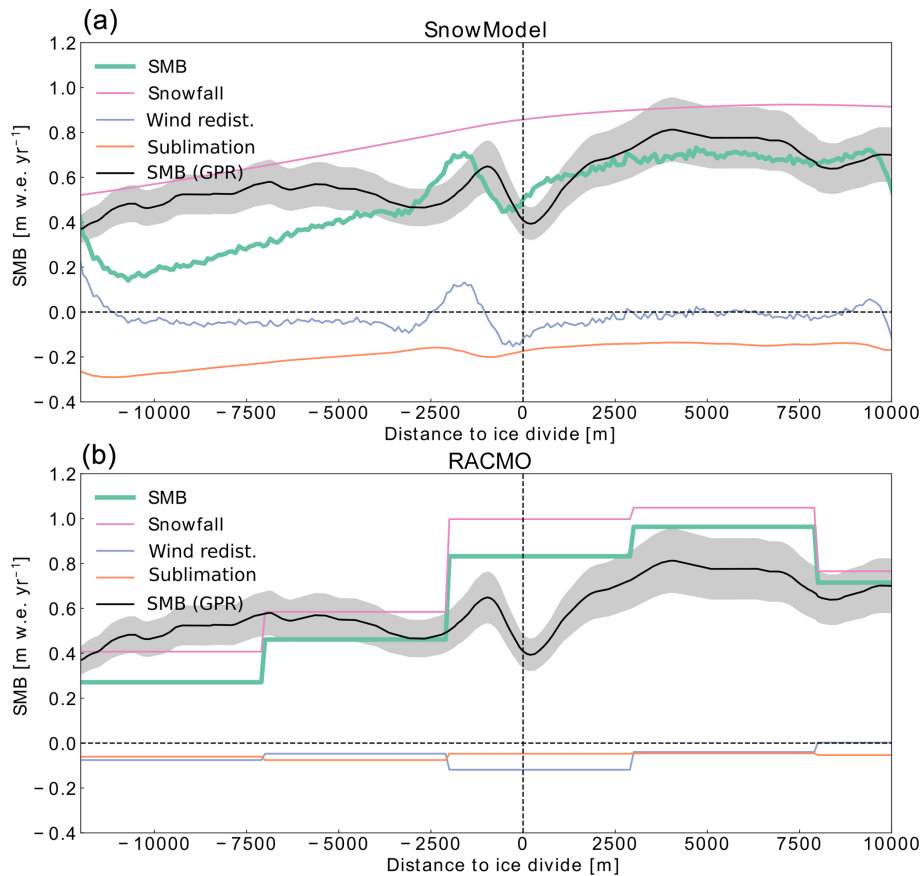 (a)
SnowModel
1.2
1.0
0.8
0.6
0.4
0.2
0.0
−0.2
−0.4
SMB [m w.e. yr⁻¹]
SMB
Snowfall
Wind redist.
Sublimation
SMB (GPR)
−10000 −7500 −5000 −2500 0 2500 5000 7500 10000
Distance to ice divide [m]
(b)
RACMO
1.2
1.0
0.8
0.6
0.4
0.2
0.0
−0.2
−0.4
SMB [m w.e. yr⁻¹]
SMB
Snowfall
Wind redist.
Sublimation
SMB (GPR)
−10000 −7500 −5000 −2500 0 2500 5000 7500 10000
Distance to ice divide [m]